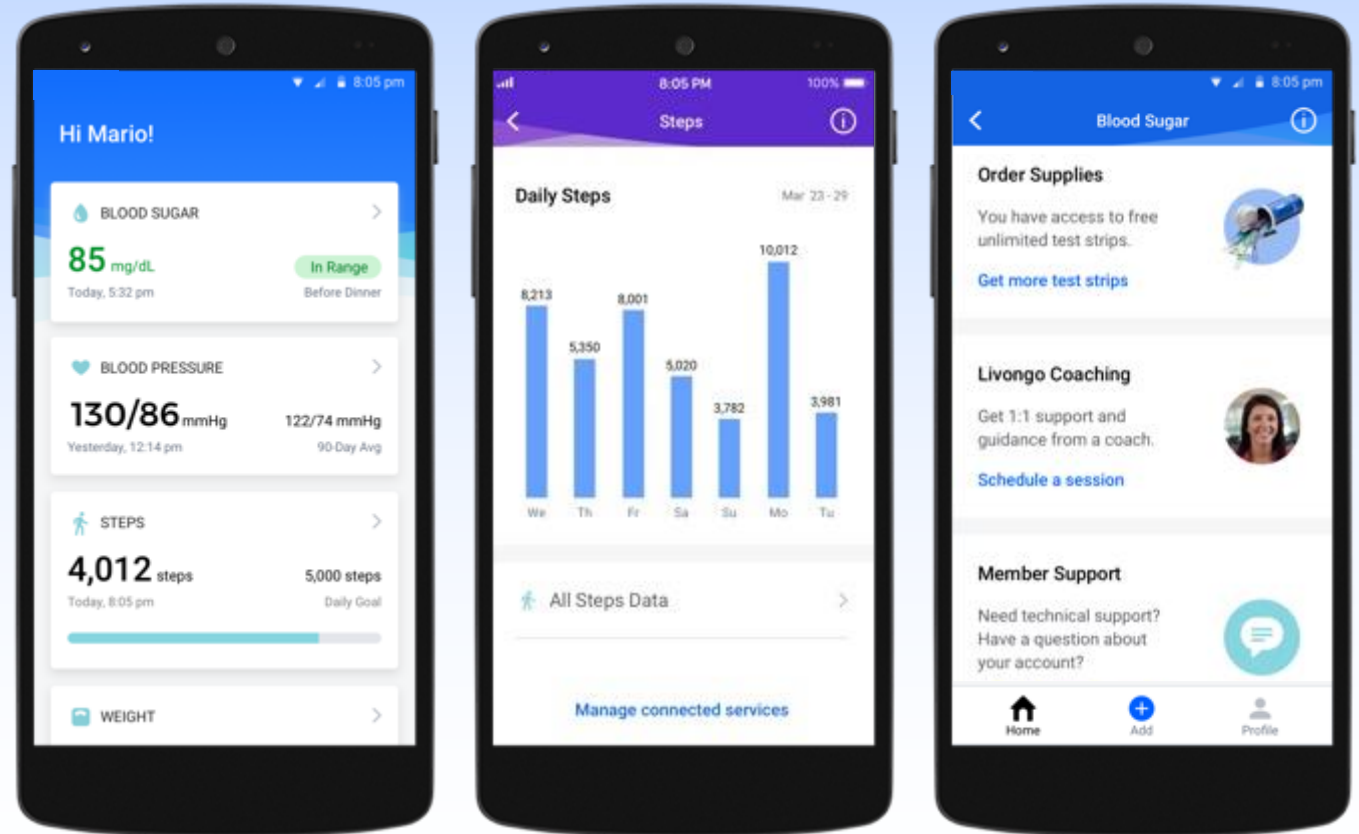 8:05 pm
Hi Mario!
BLOOD SUGAR
85 mg/dL
In Range
Today, 5:32 pm
Before Dinner
BLOOD PRESSURE
130/86 mmHg
122/74 mmHg
Yesterday, 12:14 pm
90-Day Avg
STEPS
4,012 steps
5,000 steps
Today, 8:05 pm
Daily Goal
WEIGHT
8:05 PM
100%
Steps
Daily Steps
Mar 23 - 29
8,213
5,350
8,001
5,020
3,782
10,012
3,981
We Th Fr Sa Su Mo Tu
All Steps Data
Manage connected services
8:05 pm
Blood Sugar
Order Supplies
You have access to free
unlimited test strips.
Get more test strips
Livongo Coaching
Get 1:1 support and
guidance from a coach.
Schedule a session
Member Support
Need technical support?
Have a question about
your account?
Home
Add
Profile